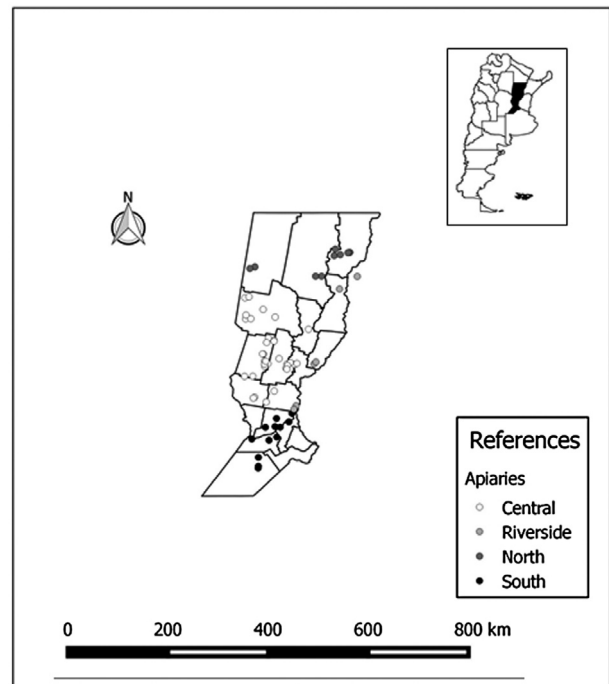 N
References
Apiaries
Central
Riverside
North
South
0 200 400 600 800 km